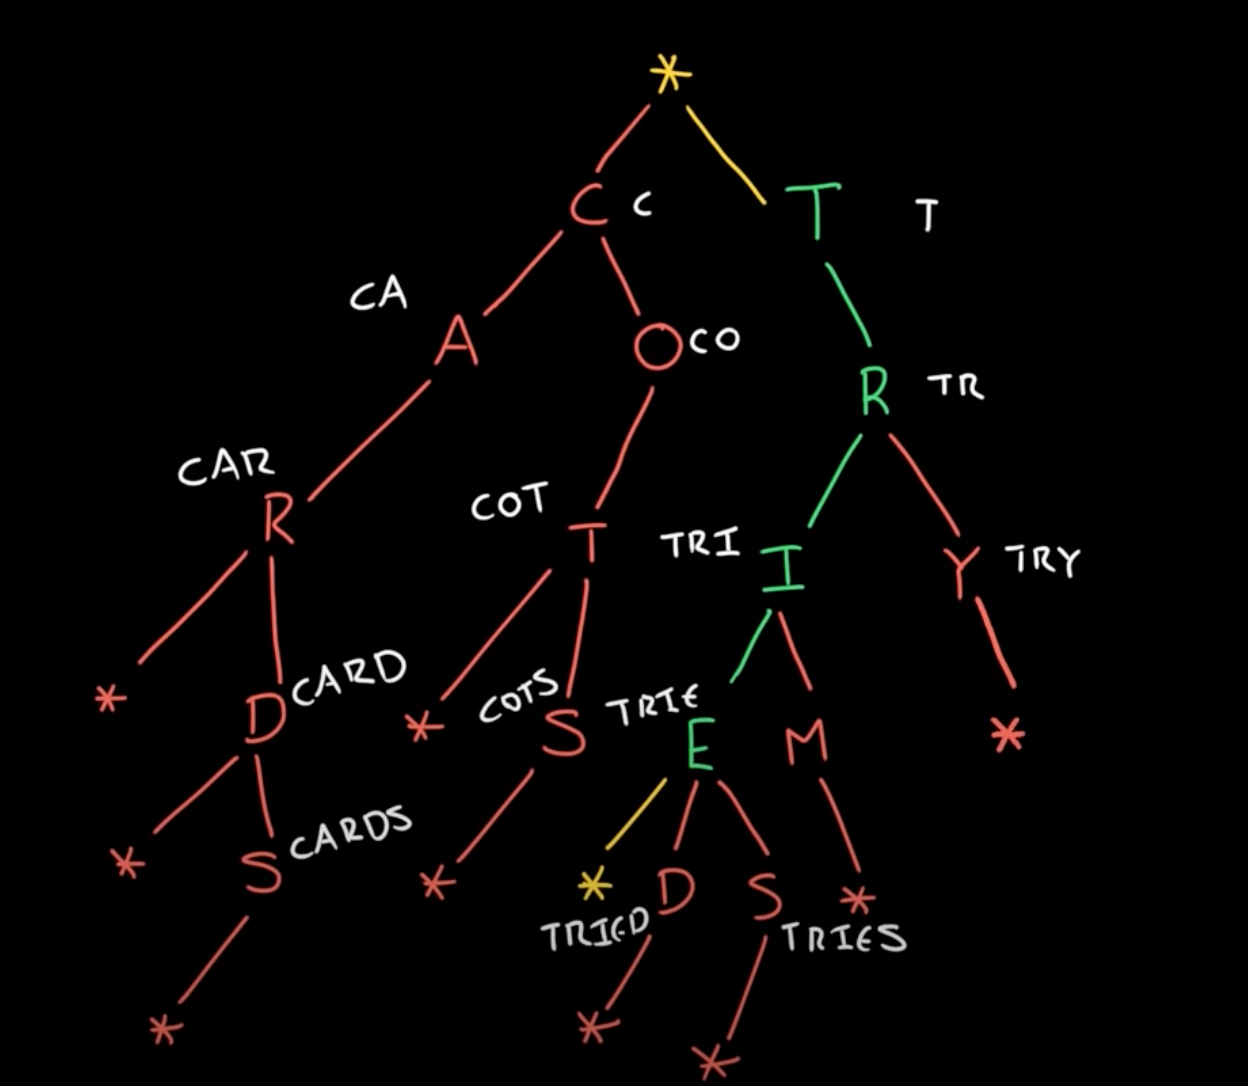 *
C C T T
CA
A O CO
R TR
CAR
R COT T TRI I Y TRY
* D CARD * COTS S TRIE E M *
* S CARDS * * D S *
TRIED TRIES
* * *